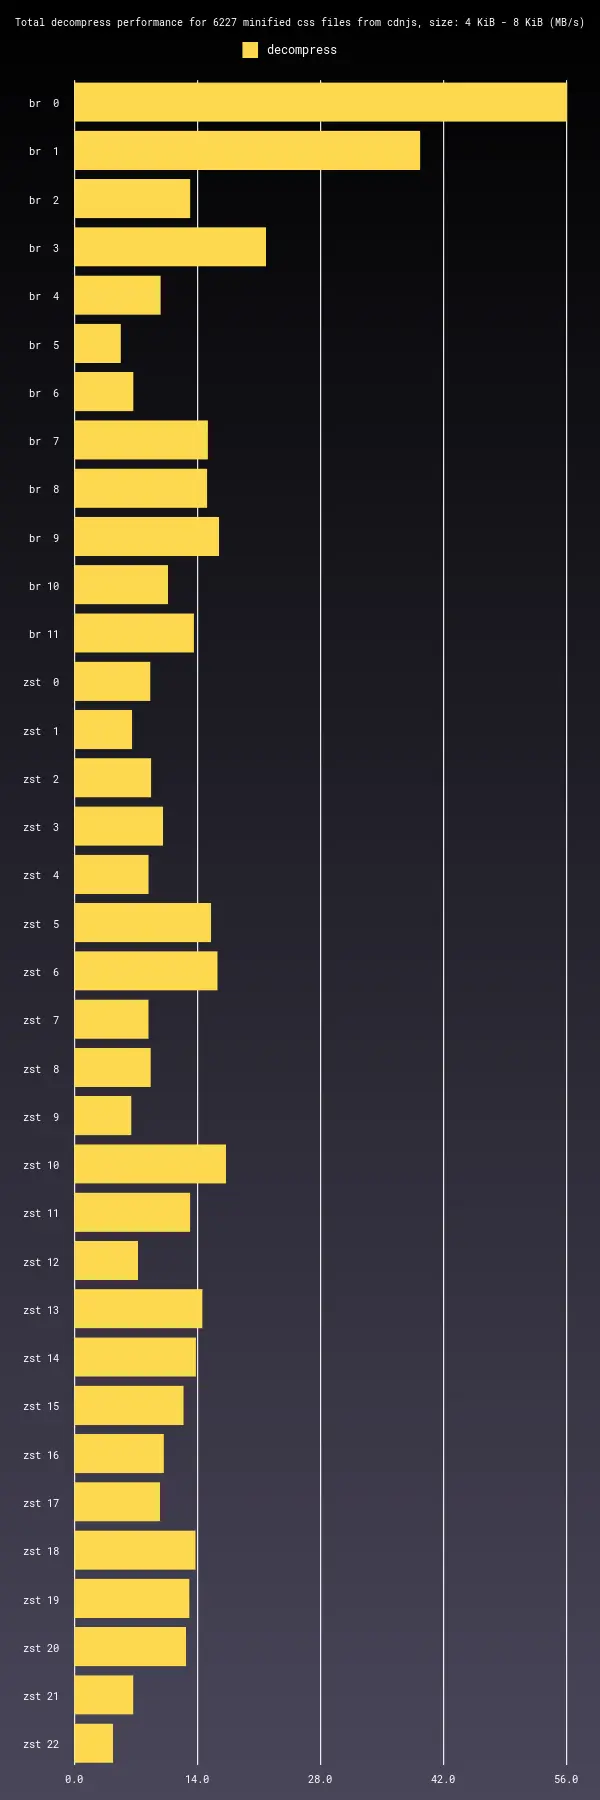 Total decompress performance for 6227 minified css files from cdnjs, size: 4 KiB - 8 KiB (MB/s)
decompress
br 0
br 1
br 2
br 3
br 4
br 5
br 6
br 7
br 8
br 9
br 10
br 11
zst 0
zst 1
zst 2
zst 3
zst 4
zst 5
zst 6
zst 7
zst 8
zst 9
zst 10
zst 11
zst 12
zst 13
zst 14
zst 15
zst 16
zst 17
zst 18
zst 19
zst 20
zst 21
zst 22
0.0 14.0 28.0 42.0 56.0